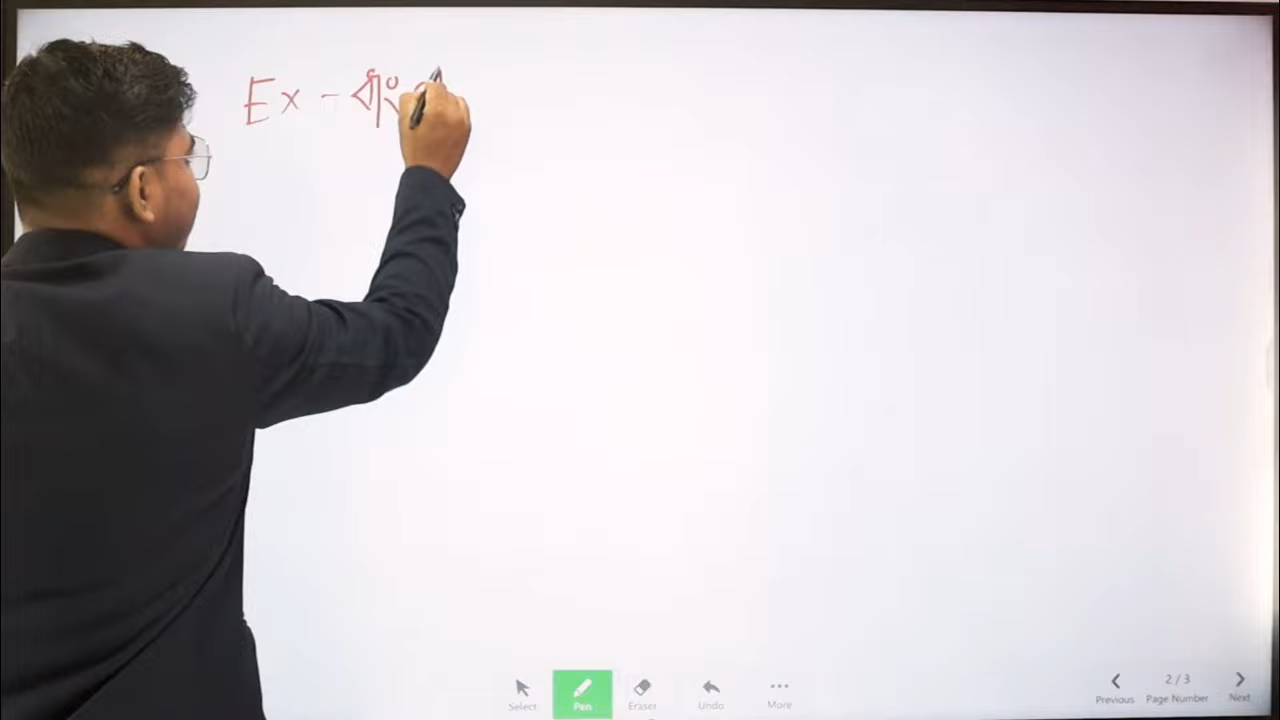 Ex -
Select
Pen
Eraser
Undo
More
Previous
2 / 3
Page Number
Next